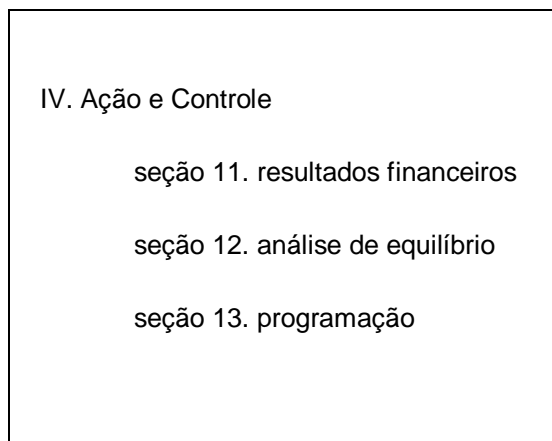 IV. Ação e Controle
seção 11. resultados financeiros
seção 12. análise de equilíbrio
seção 13. programação